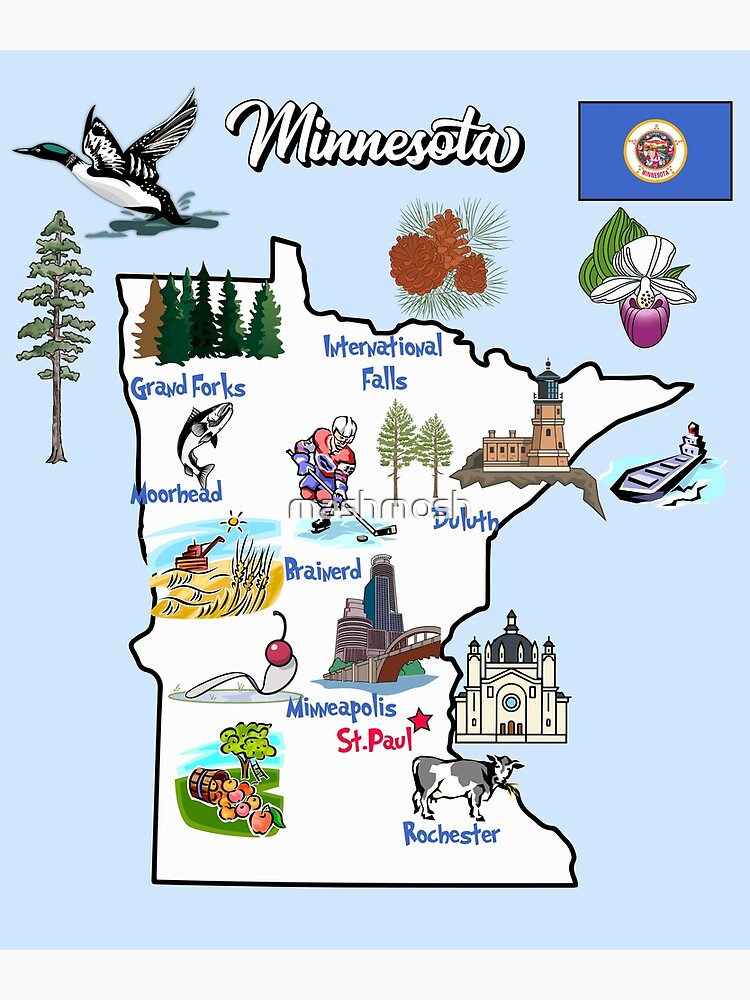 Minnesota
MINNESOTA
International
Falls
Grand Forks
Moorhead
mashmosh
Duluth
Brainerd
Minneapolis
St.Paul
Rochester